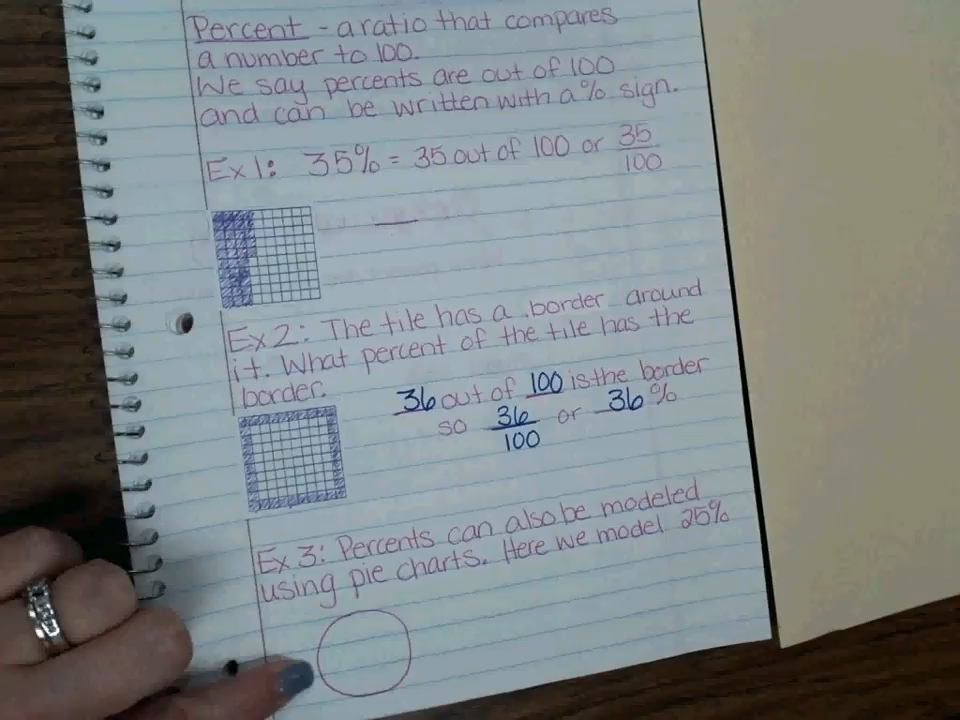 Percent - a ratio that compares
a number to 100.
We say percents are out of 100
and can be written with a % sign.
Ex 1: 35% = 35 out of 100 or 35/100
Ex 2: The tile has a border around
it. What percent of the tile has the
border.
36 out of 100 is the border
so 36/100 or 36%
Ex 3: Percents can also be modeled
using pie charts. Here we model 25%